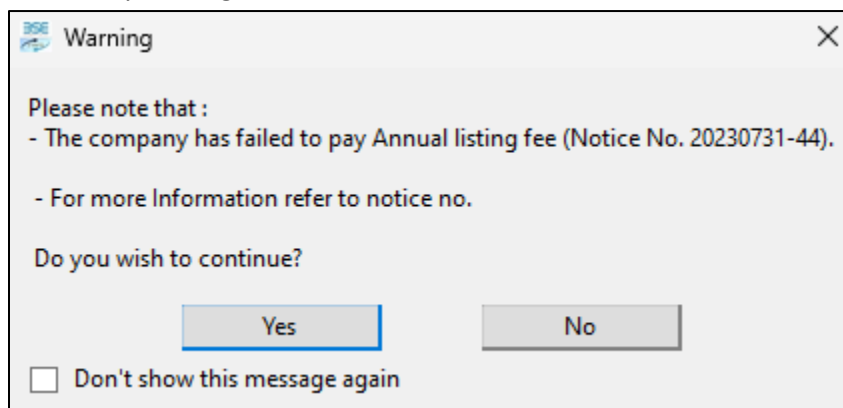 BSE
Warning
Please note that :
- The company has failed to pay Annual listing fee (Notice No. 20230731-44).
- For more Information refer to notice no.
Do you wish to continue?
Yes
No
Don't show this message again